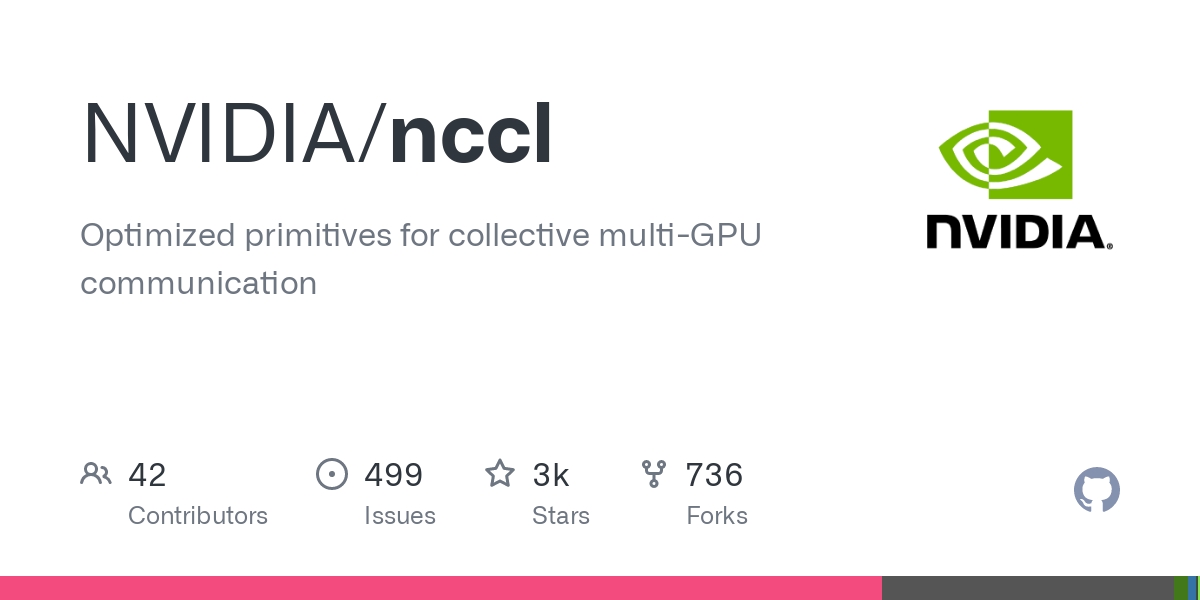 NVIDIA/nccl
Optimized primitives for collective multi-GPU
communication
NVIDIA®
42
Contributors
499
Issues
3k
Stars
736
Forks